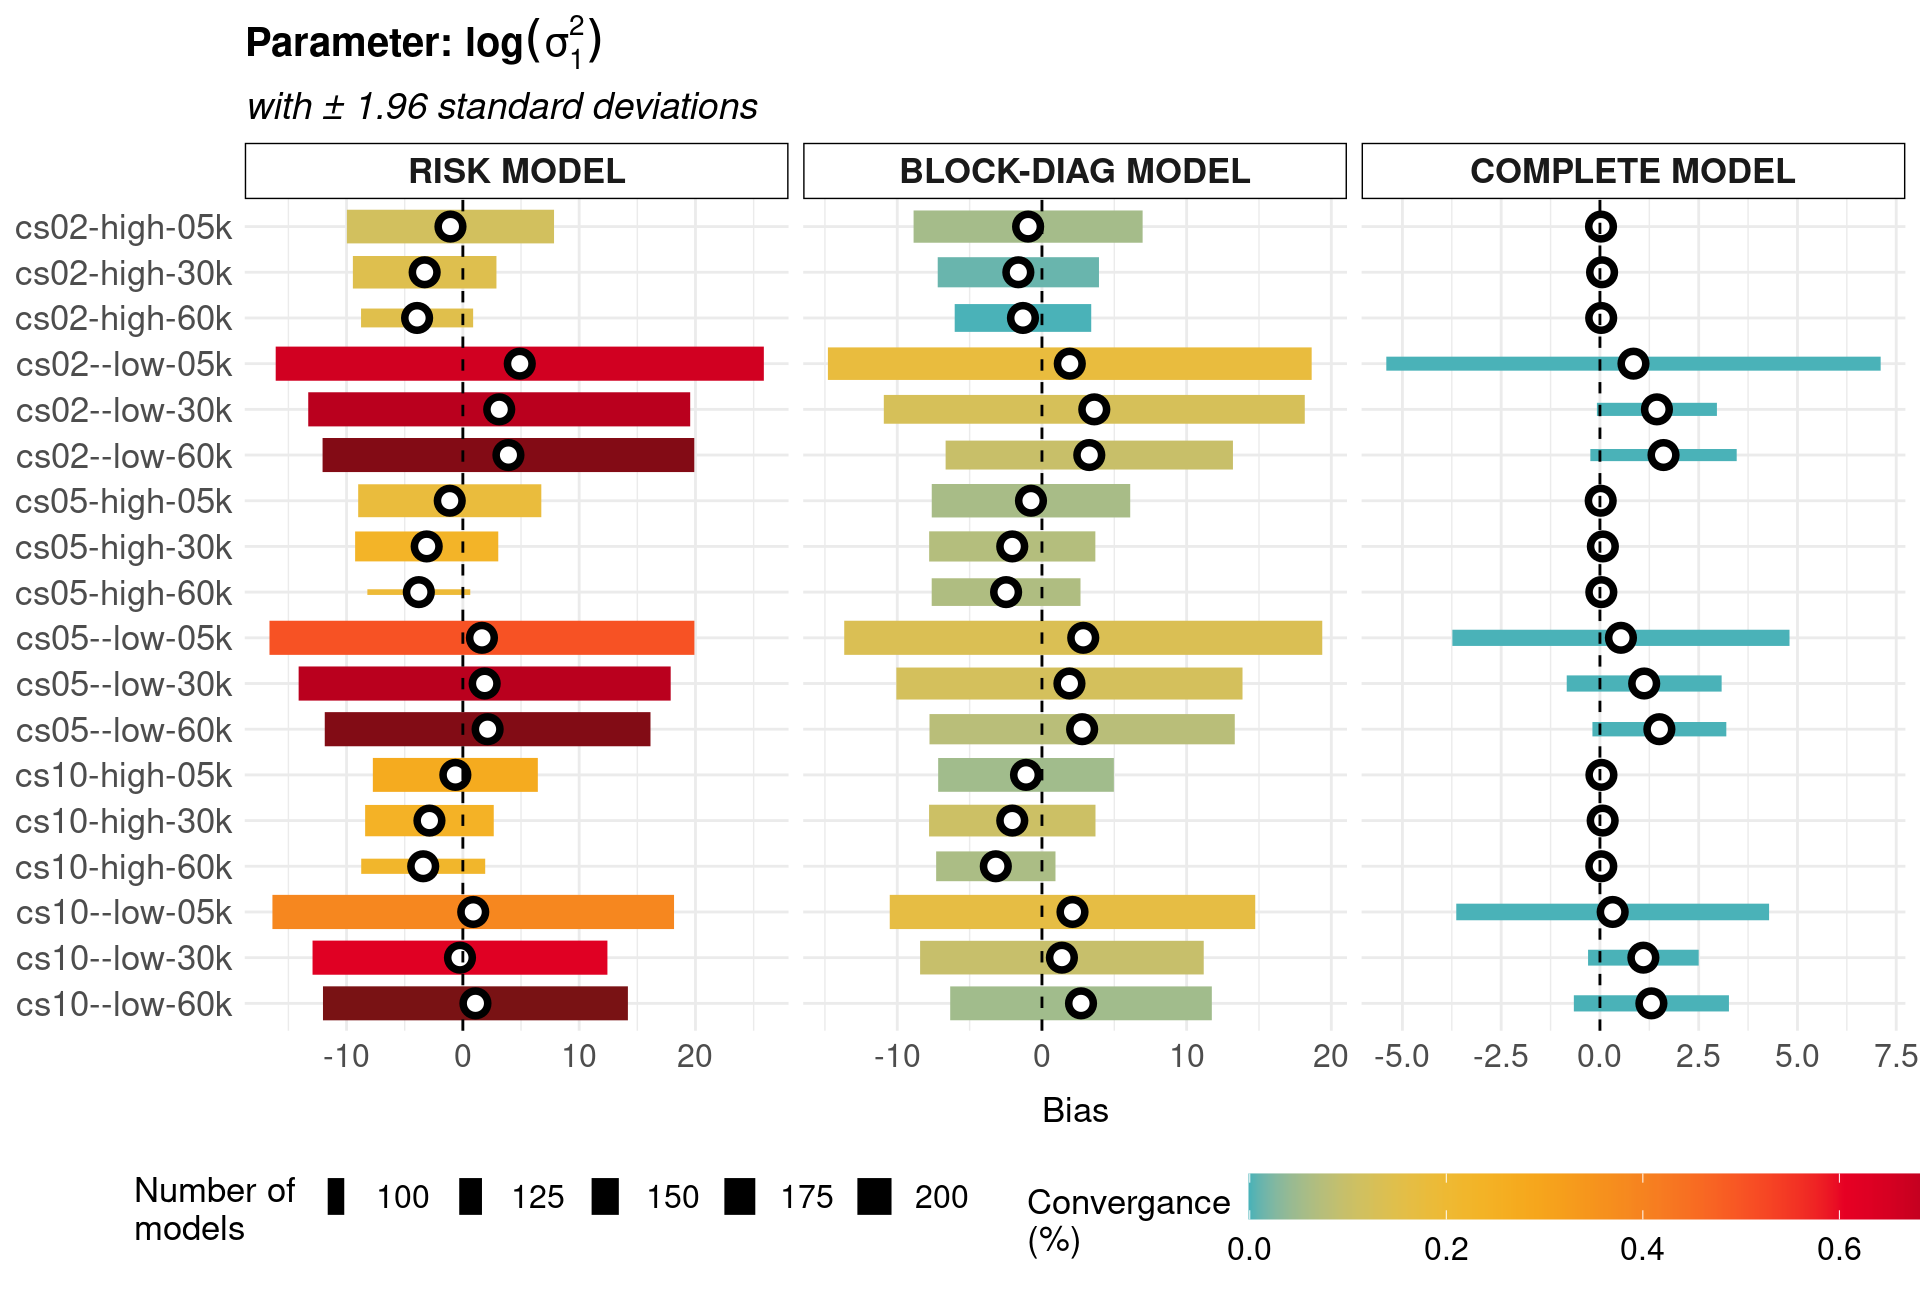 Parameter: log(σ₁²)
with ± 1.96 standard deviations
RISK MODEL
BLOCK-DIAG MODEL
COMPLETE MODEL
cs02-high-05k
cs02-high-30k
cs02-high-60k
cs02--low-05k
cs02--low-30k
cs02--low-60k
cs05-high-05k
cs05-high-30k
cs05-high-60k
cs05--low-05k
cs05--low-30k
cs05--low-60k
cs10-high-05k
cs10-high-30k
cs10-high-60k
cs10--low-05k
cs10--low-30k
cs10--low-60k
-10 0 10 20
-10 0 10 20
-5.0 -2.5 0.0 2.5 5.0 7.5
Bias
Number of
models
100 125 150 175 200
Convergance
(%)
0.0 0.2 0.4 0.6